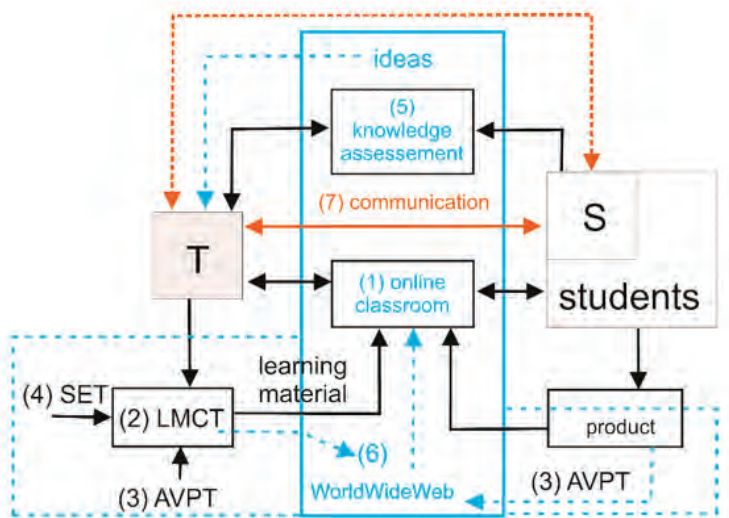 ideas
(5)
knowledge
assessement
(7) communication
T
S
students
(1) online
classroom
learning
material
(4) SET
(2) LMCT
(3) AVPT
(6)
WorldWideWeb
product
(3) AVPT